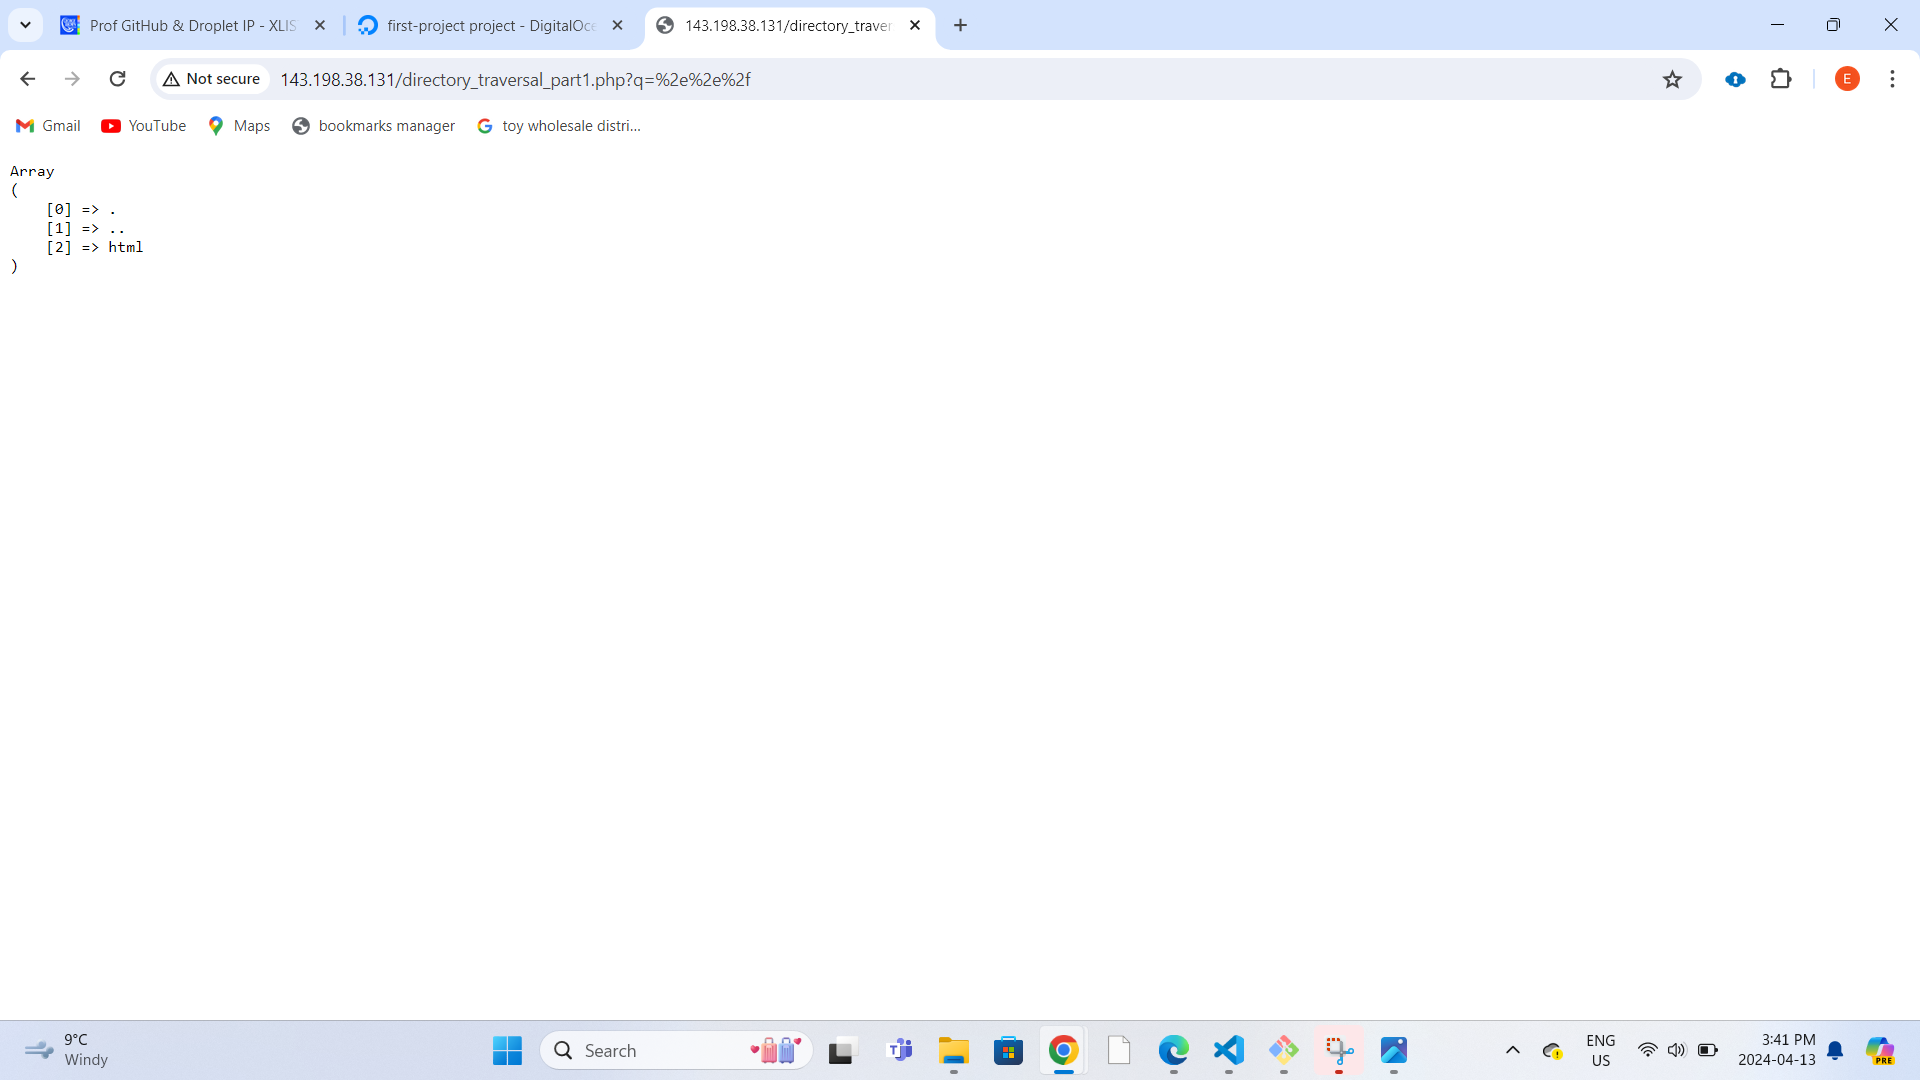 Prof GitHub & Droplet IP - XLIS
first-project project - DigitalOce
143.198.38.131/directory_traver
Not secure
143.198.38.131/directory_traversal_part1.php?q=%2e%2e%2f
E
Gmail
YouTube
Maps
bookmarks manager
toy wholesale distri...
Array
(
[0] => .
[1] => ..
[2] => html
)
9°C
Windy
Search
ENG
US
3:41 PM
2024-04-13
PRE